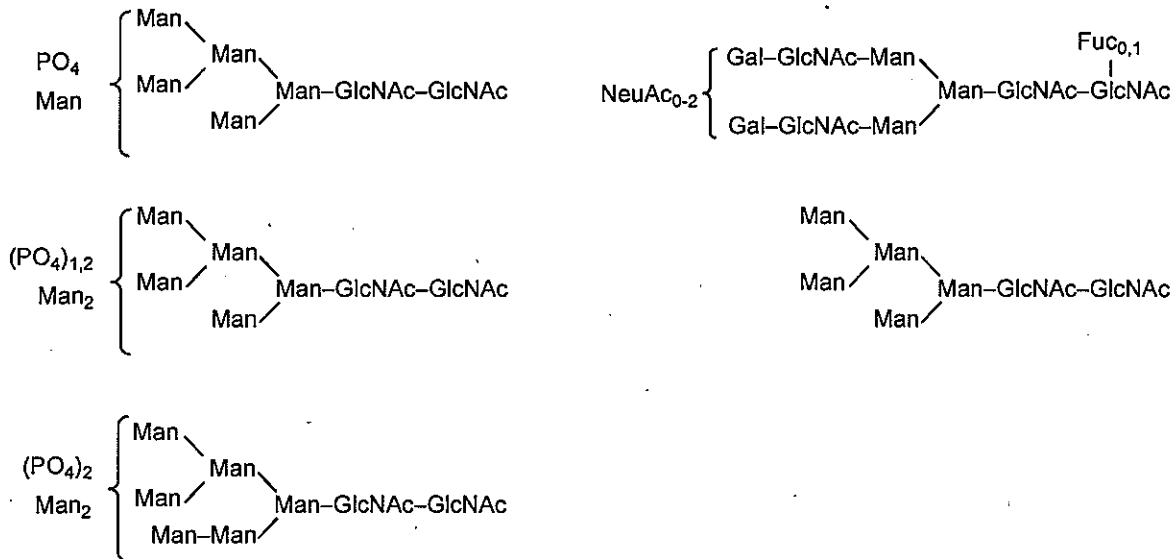 Man
PO4 Man
Man Man Man–GlcNAc–GlcNAc
Man
Fuc0,1
Gal–GlcNAc–Man
NeuAc0-2 Man–GlcNAc–GlcNAc
Gal–GlcNAc–Man
Man
(PO4)1,2 Man
Man2 Man Man–GlcNAc–GlcNAc
Man
Man
Man
Man Man–GlcNAc–GlcNAc
Man
Man
(PO4)2 Man
Man2 Man Man–GlcNAc–GlcNAc
Man–Man